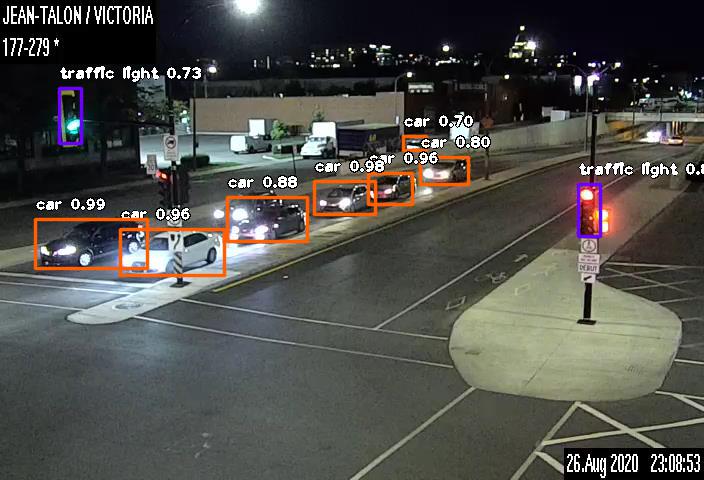 JEAN-TALON / VICTORIA
177-279 *
traffic light 0.73
car 0.70
car 0.80
car 0.96
car 0.98
traffic light 0.8
car 0.88
car 0.99
car 0.96
DÉBUT
26.Aug 2020 23:08:53